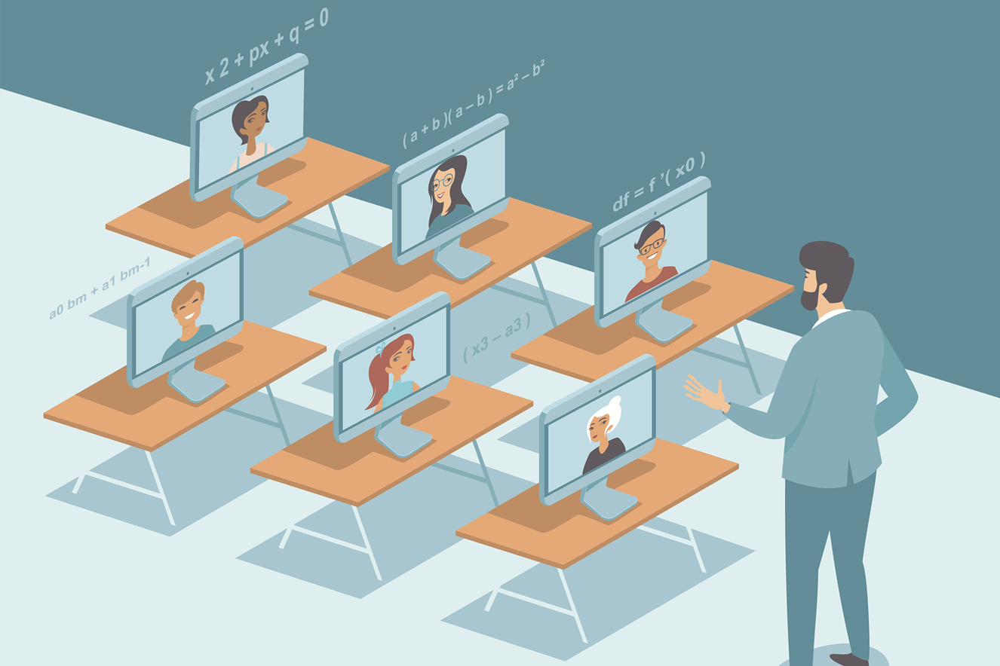 x 2 + px + q = 0
( a + b )( a – b ) = a² – b²
df = f ’( x0 )
a0 bm + a1 bm-1
( x3 – a3 )